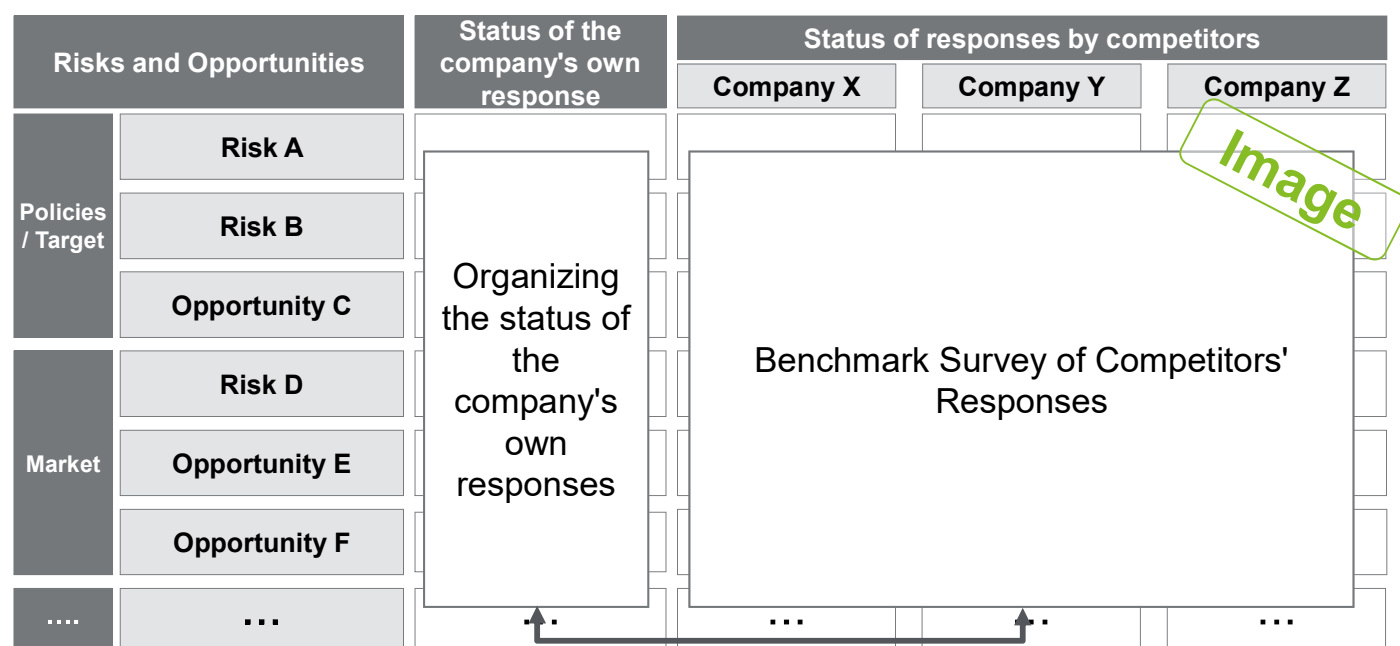 Risks and Opportunities
Status of the
company's own
response
Status of responses by competitors
Company X
Company Y
Company Z
Policies
/ Target
Risk A
Risk B
Opportunity C
Market
Risk D
Opportunity E
Opportunity F
Organizing
the status of
the
company's
own
responses
Benchmark Survey of Competitors'
Responses
Image
....
...
...
...
...
...